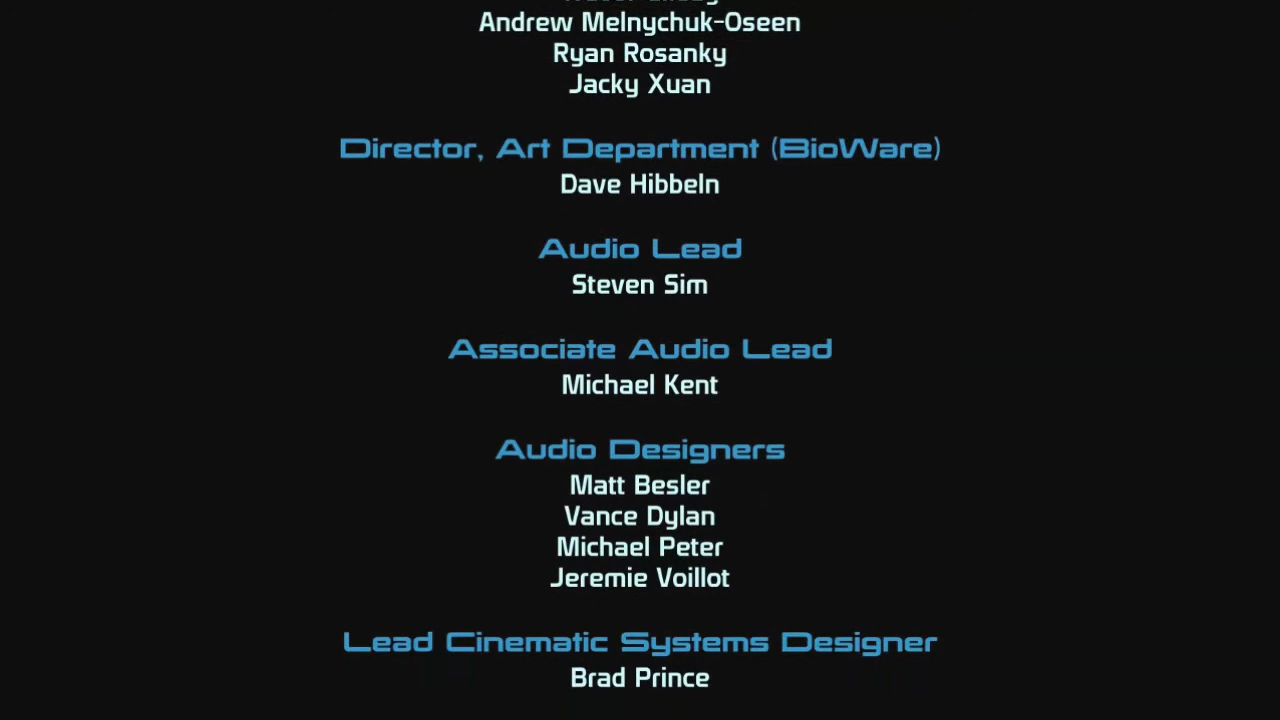 Andrew Melnychuk-Oseen
Ryan Rosanky
Jacky Xuan
Director, Art Department (BioWare)
Dave Hibbeln
Audio Lead
Steven Sim
Associate Audio Lead
Michael Kent
Audio Designers
Matt Besler
Vance Dylan
Michael Peter
Jeremie Voillot
Lead Cinematic Systems Designer
Brad Prince